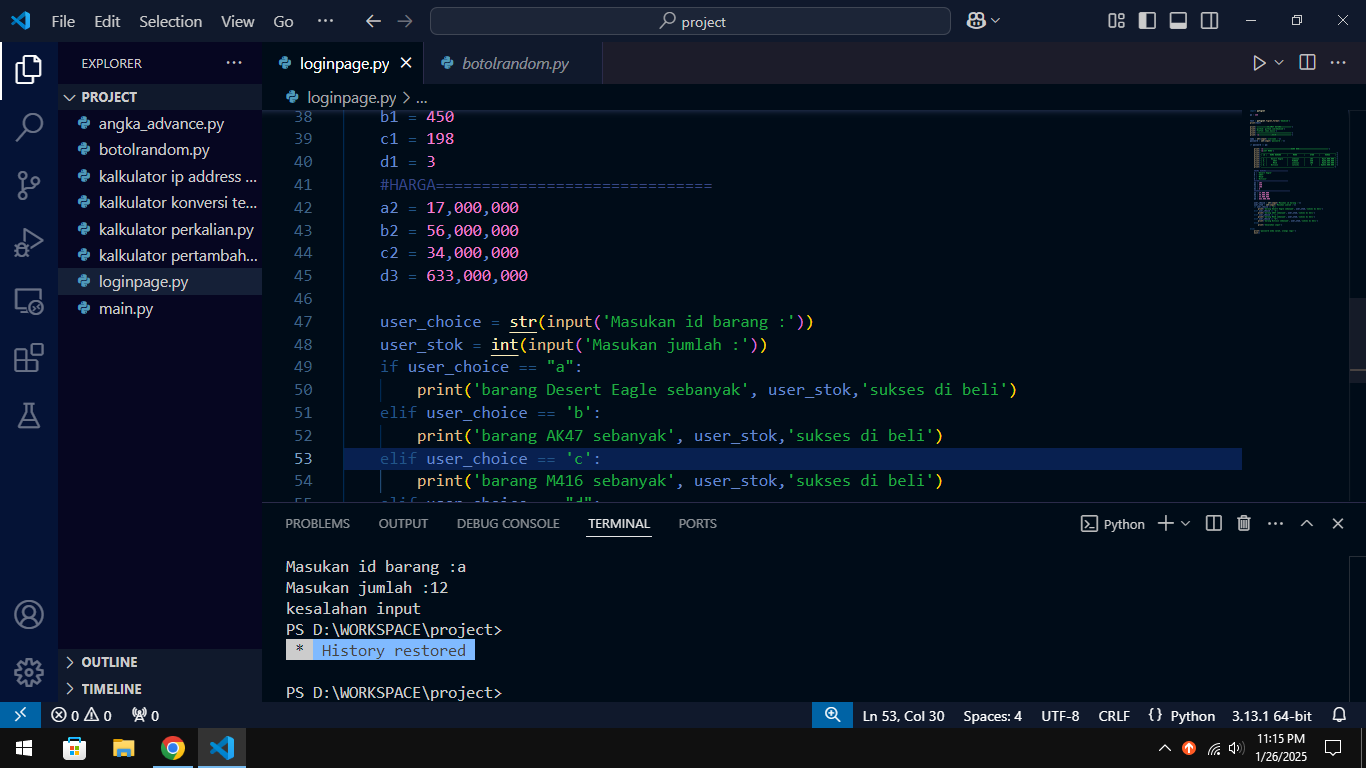 File Edit Selection View Go ··· project
EXPLORER ···
PROJECT
angka_advance.py
botolrandom.py
kalkulator ip address ...
kalkulator konversi te...
kalkulator perkalian.py
kalkulator pertambah...
loginpage.py
main.py
OUTLINE
TIMELINE
loginpage.py botolrandom.py
loginpage.py > ...
38 b1 = 450
39 c1 = 198
40 d1 = 3
41 #HARGA==============================
42 a2 = 17,000,000
43 b2 = 56,000,000
44 c2 = 34,000,000
45 d3 = 633,000,000
46
47 user_choice = str(input('Masukan id barang :'))
48 user_stok = int(input('Masukan jumlah :'))
49 if user_choice == "a":
50 print('barang Desert Eagle sebanyak', user_stok,'sukses di beli')
51 elif user_choice == 'b':
52 print('barang AK47 sebanyak', user_stok,'sukses di beli')
53 elif user_choice == 'c':
54 print('barang M416 sebanyak', user_stok,'sukses di beli')
55 elif user_choice == "d":
PROBLEMS OUTPUT DEBUG CONSOLE TERMINAL PORTS Python
Masukan id barang :a
Masukan jumlah :12
kesalahan input
PS D:\WORKSPACE\project>
* History restored
PS D:\WORKSPACE\project>
0 0 0 Ln 53, Col 30 Spaces: 4 UTF-8 CRLF {} Python 3.13.1 64-bit
11:15 PM
1/26/2025